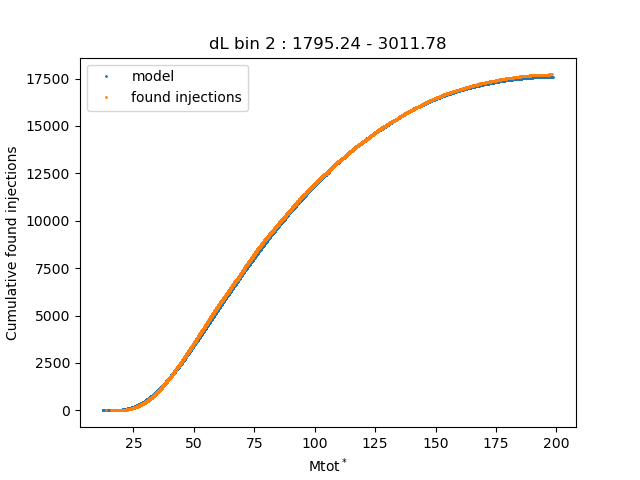 dL bin 2 : 1795.24 - 3011.78
model
found injections
Cumulative found injections
17500
15000
12500
10000
7500
5000
2500
0
25 50 75 100 125 150 175 200
Mtot*